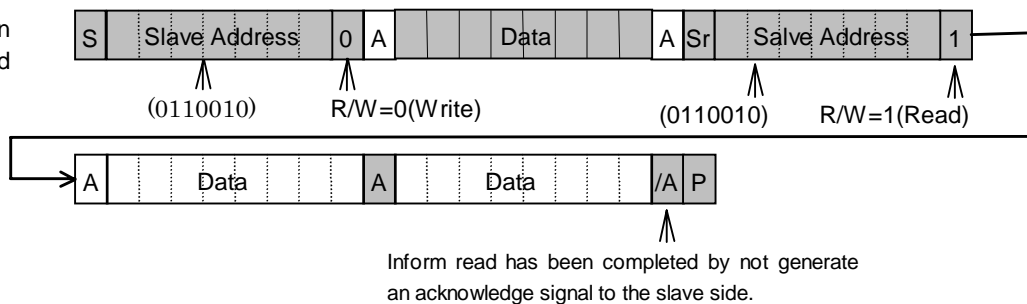 n
d
S Slave Address 0 A Data A Sr Salve Address 1
(0110010) R/W=0(Write) (0110010) R/W=1(Read)
A Data A Data /A P
Inform read has been completed by not generate
an acknowledge signal to the slave side.